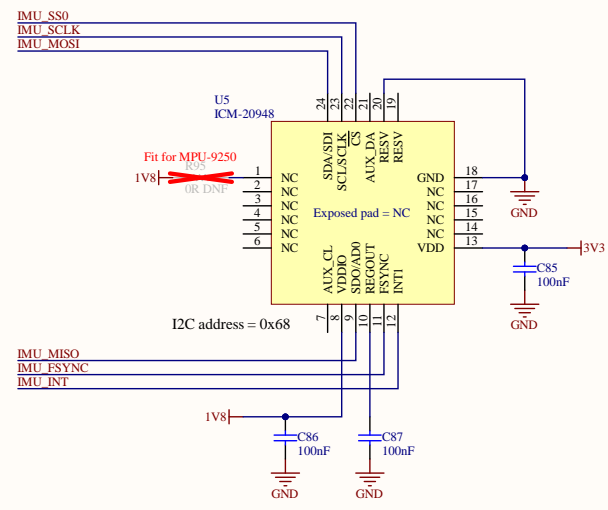 IMU_SS0
IMU_SCLK
IMU_MOSI
U5
ICM-20948
24
23
22
21
20
19
SDA/SDI
SCL/SCLK
CS
AUX_DA
RESV
RESV
Fit for MPU-9250
R95
1V8
0R DNF
1 NC
2 NC
3 NC
4 NC
5 NC
6 NC
Exposed pad = NC
GND 18
NC 17
NC 16
NC 15
NC 14
VDD 13
GND
3V3
C85
100nF
GND
AUX_CL
VDDIO
SDO/AD0
REGOUT
FSYNC
INT1
7
8
9
10
11
12
I2C address = 0x68
IMU_MISO
IMU_FSYNC
IMU_INT
1V8
C86
100nF
GND
C87
100nF
GND